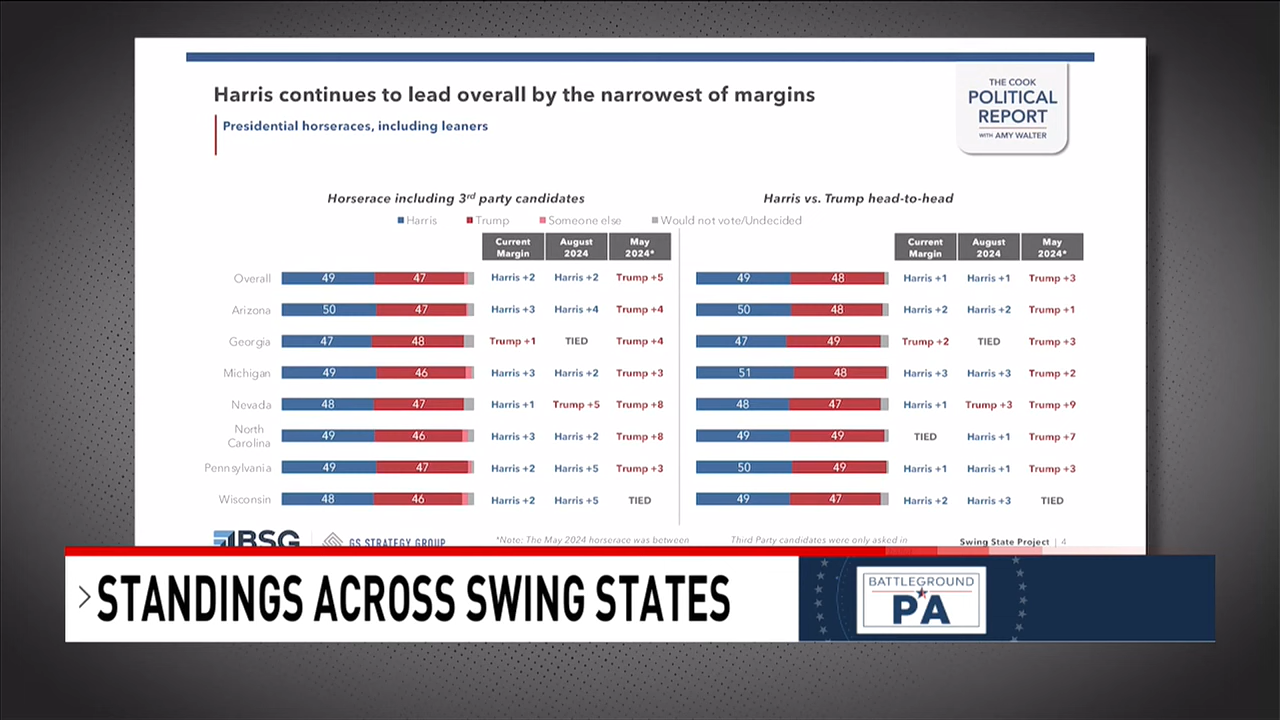 Harris continues to lead overall by the narrowest of margins
Presidential horseraces, including leaners
THE COOK
POLITICAL
REPORT
WITH AMY WALTER
Horserace including 3rd party candidates
Harris vs. Trump head-to-head
Harris Trump Someone else Would not vote/Undecided
Current Margin August 2024 May 2024* Current Margin August 2024 May 2024*
Overall 49 47 Harris +2 Harris +2 Trump +5 49 48 Harris +1 Harris +1 Trump +3
Arizona 50 47 Harris +3 Harris +4 Trump +4 50 48 Harris +2 Harris +2 Trump +1
Georgia 47 48 Trump +1 TIED Trump +4 47 49 Trump +2 TIED Trump +3
Michigan 49 46 Harris +3 Harris +2 Trump +3 51 48 Harris +3 Harris +3 Trump +2
Nevada 48 47 Harris +1 Trump +5 Trump +8 48 47 Harris +1 Trump +3 Trump +9
North Carolina 49 46 Harris +3 Harris +2 Trump +8 49 49 TIED Harris +1 Trump +7
Pennsylvania 49 47 Harris +2 Harris +5 Trump +3 50 49 Harris +1 Harris +1 Trump +3
Wisconsin 48 46 Harris +2 Harris +5 TIED 49 47 Harris +2 Harris +3 TIED
BSG GS STRATEGY GROUP *Note: The May 2024 horserace was between Third Party candidates were only asked in Swing State Project | 4
STANDINGS ACROSS SWING STATES
BATTLEGROUND
PA